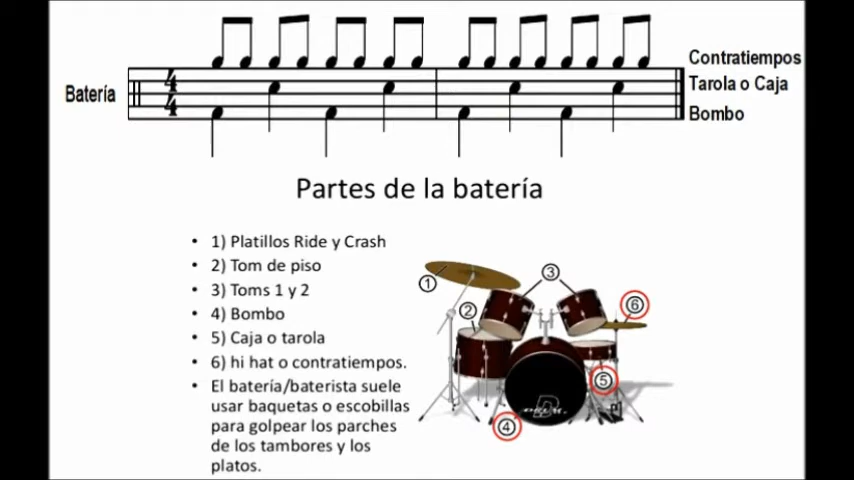 Contratiempos
Batería
4
4
Tarola o Caja
Bombo
Partes de la batería
• 1) Platillos Ride y Crash
• 2) Tom de piso
• 3) Toms 1 y 2
• 4) Bombo
• 5) Caja o tarola
• 6) hi hat o contratiempos.
• El batería/baterista suele
usar baquetas o escobillas
para golpear los parches
de los tambores y los
platos.
1
2
3
6
5
4